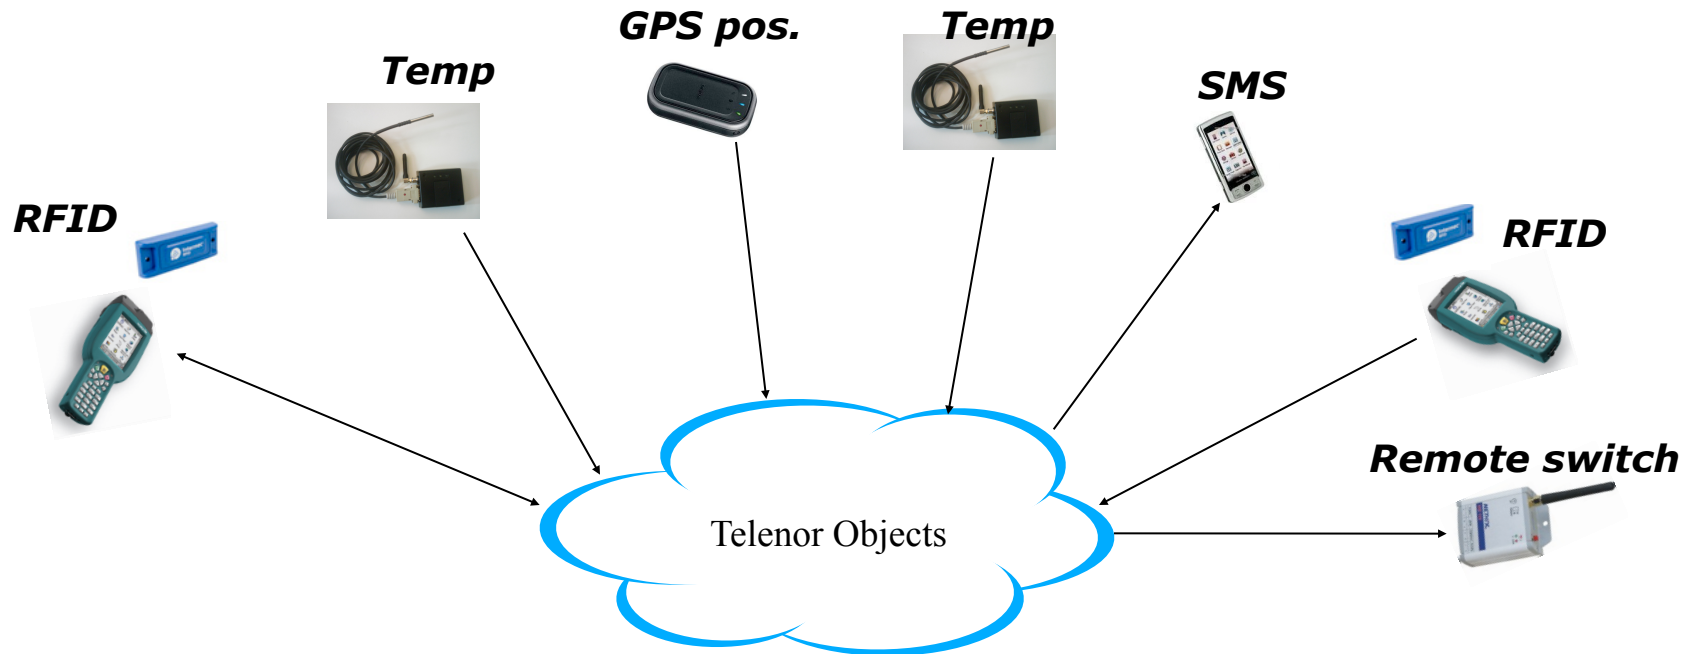 GPS pos.
Temp
Temp
SMS
RFID
RFID
Remote switch
Telenor Objects